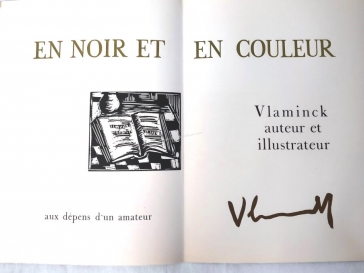 EN NOIR ET EN COULEUR
Vlaminck
auteur et
illustrateur
aux dépens d'un amateur